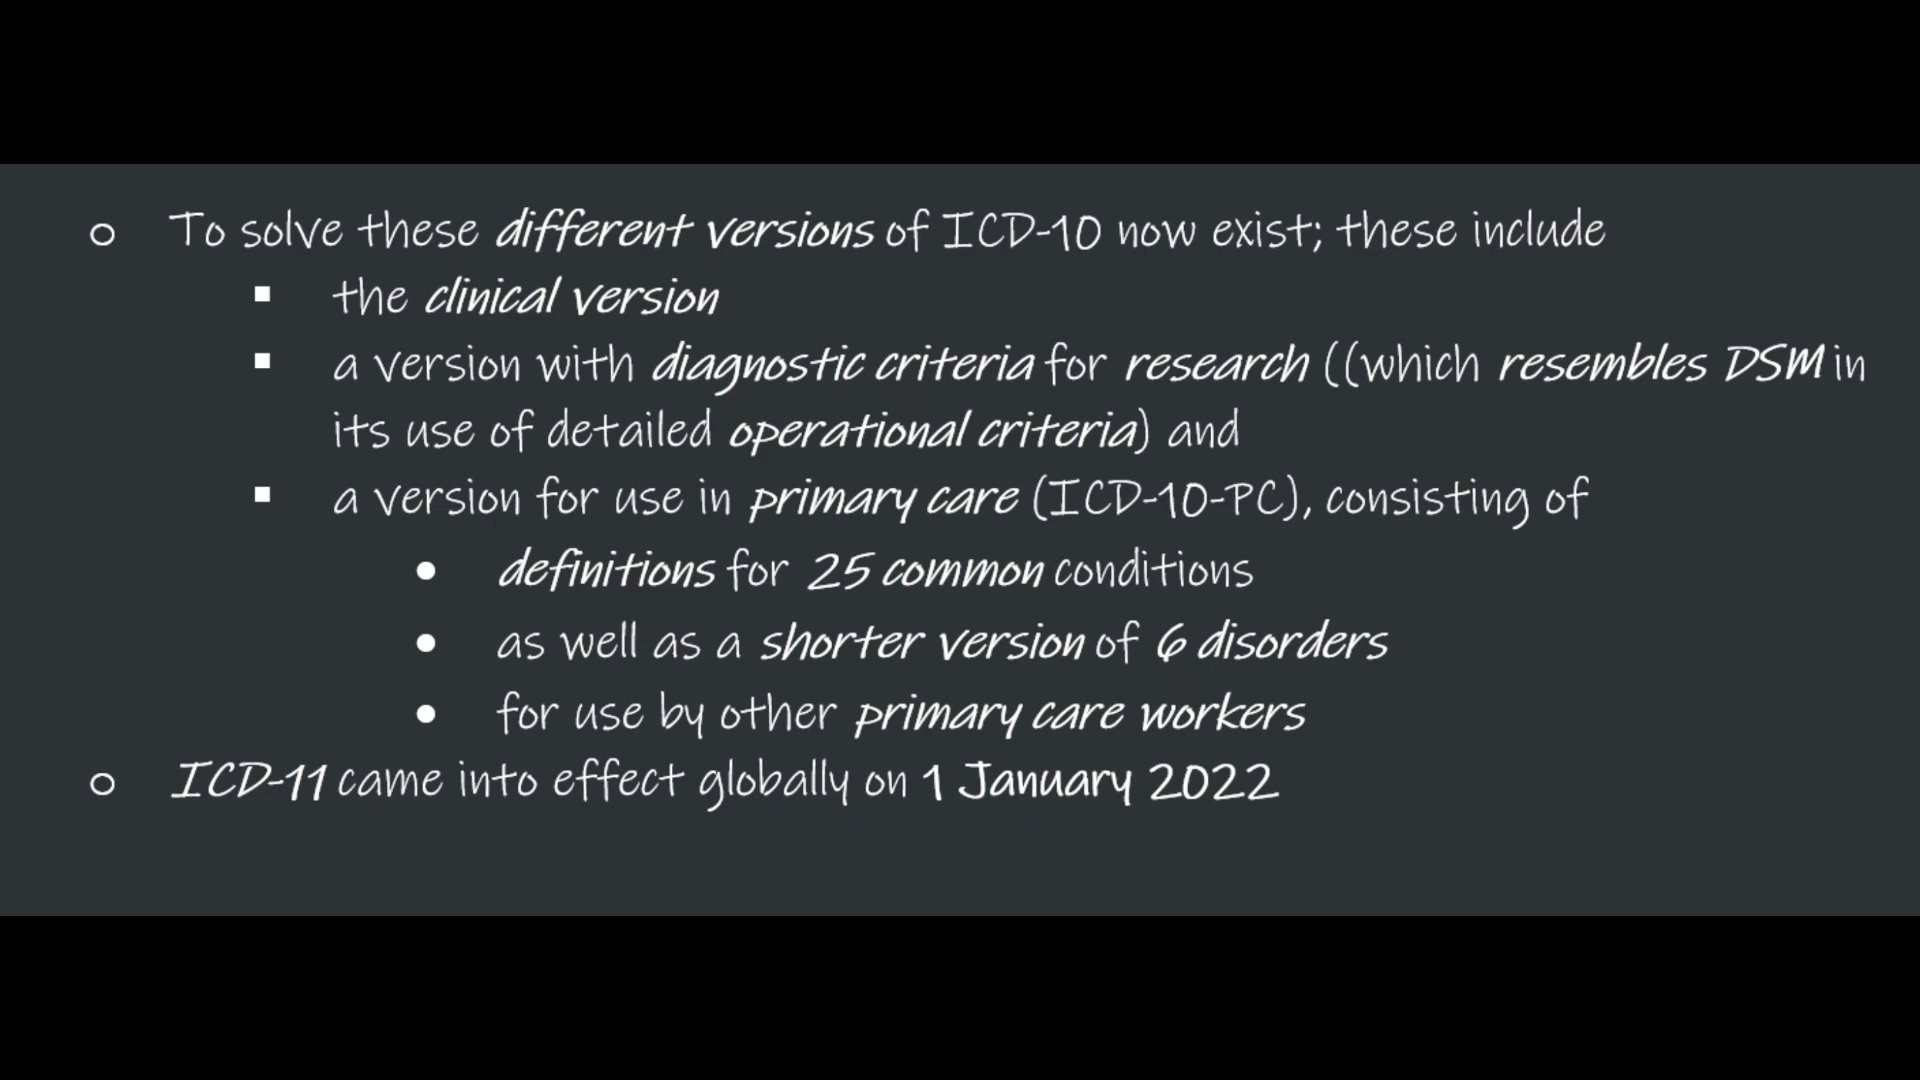 To solve these different versions of ICD-10 now exist; these include
the clinical version
a version with diagnostic criteria for research ((which resembles DSM in
its use of detailed operational criteria) and
a version for use in primary care (ICD-10-PC), consisting of
definitions for 25 common conditions
as well as a shorter version of 6 disorders
for use by other primary care workers
ICD-11 came into effect globally on 1 January 2022